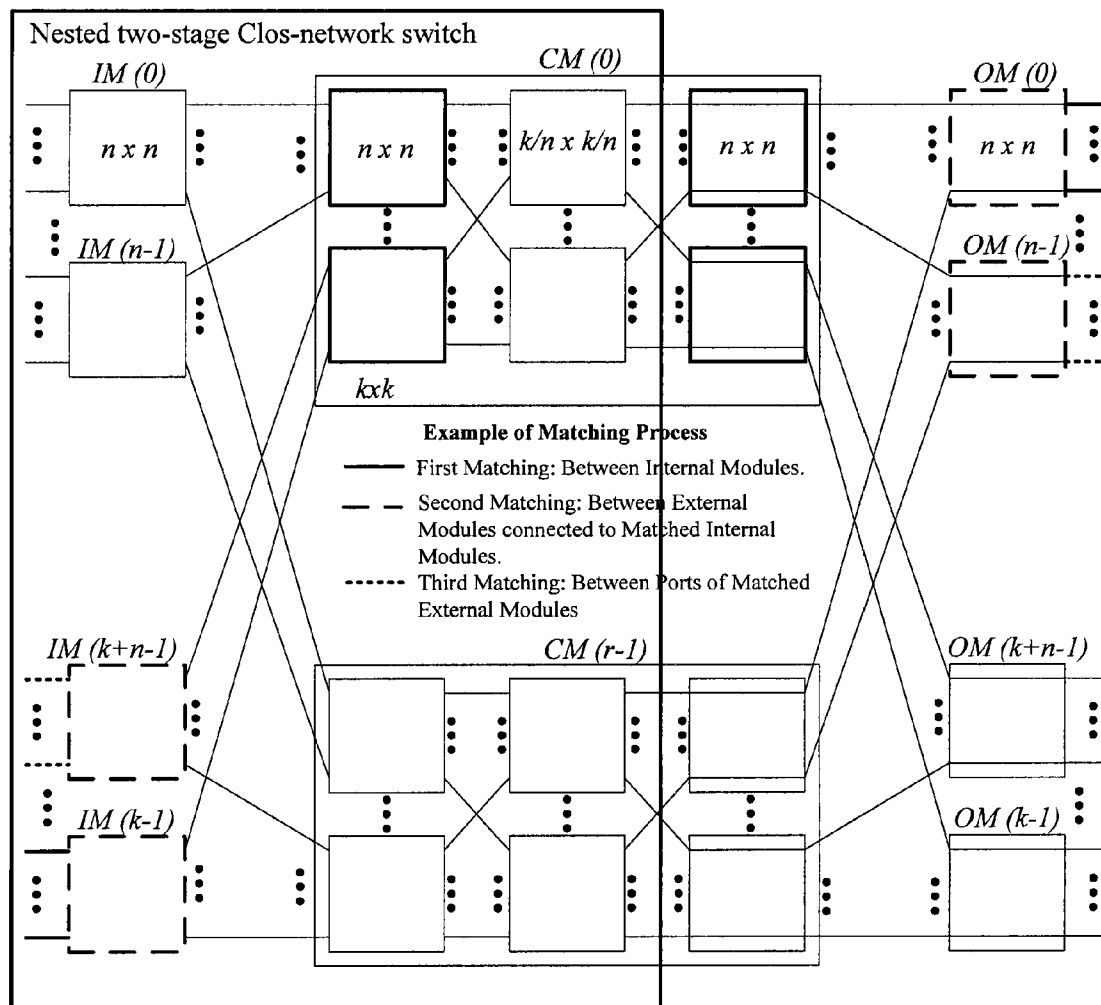 Nested two-stage Clos-network switch
IM (0)
CM (0)
OM (0)
n x n
n x n
k/n x k/n
n x n
n x n
IM (n-1)
OM (n-1)
kxk
Example of Matching Process
First Matching: Between Internal Modules.
Second Matching: Between External
Modules connected to Matched Internal
Modules.
Third Matching: Between Ports of Matched
External Modules
IM (k+n-1)
CM (r-1)
OM (k+n-1)
IM (k-1)
OM (k-1)